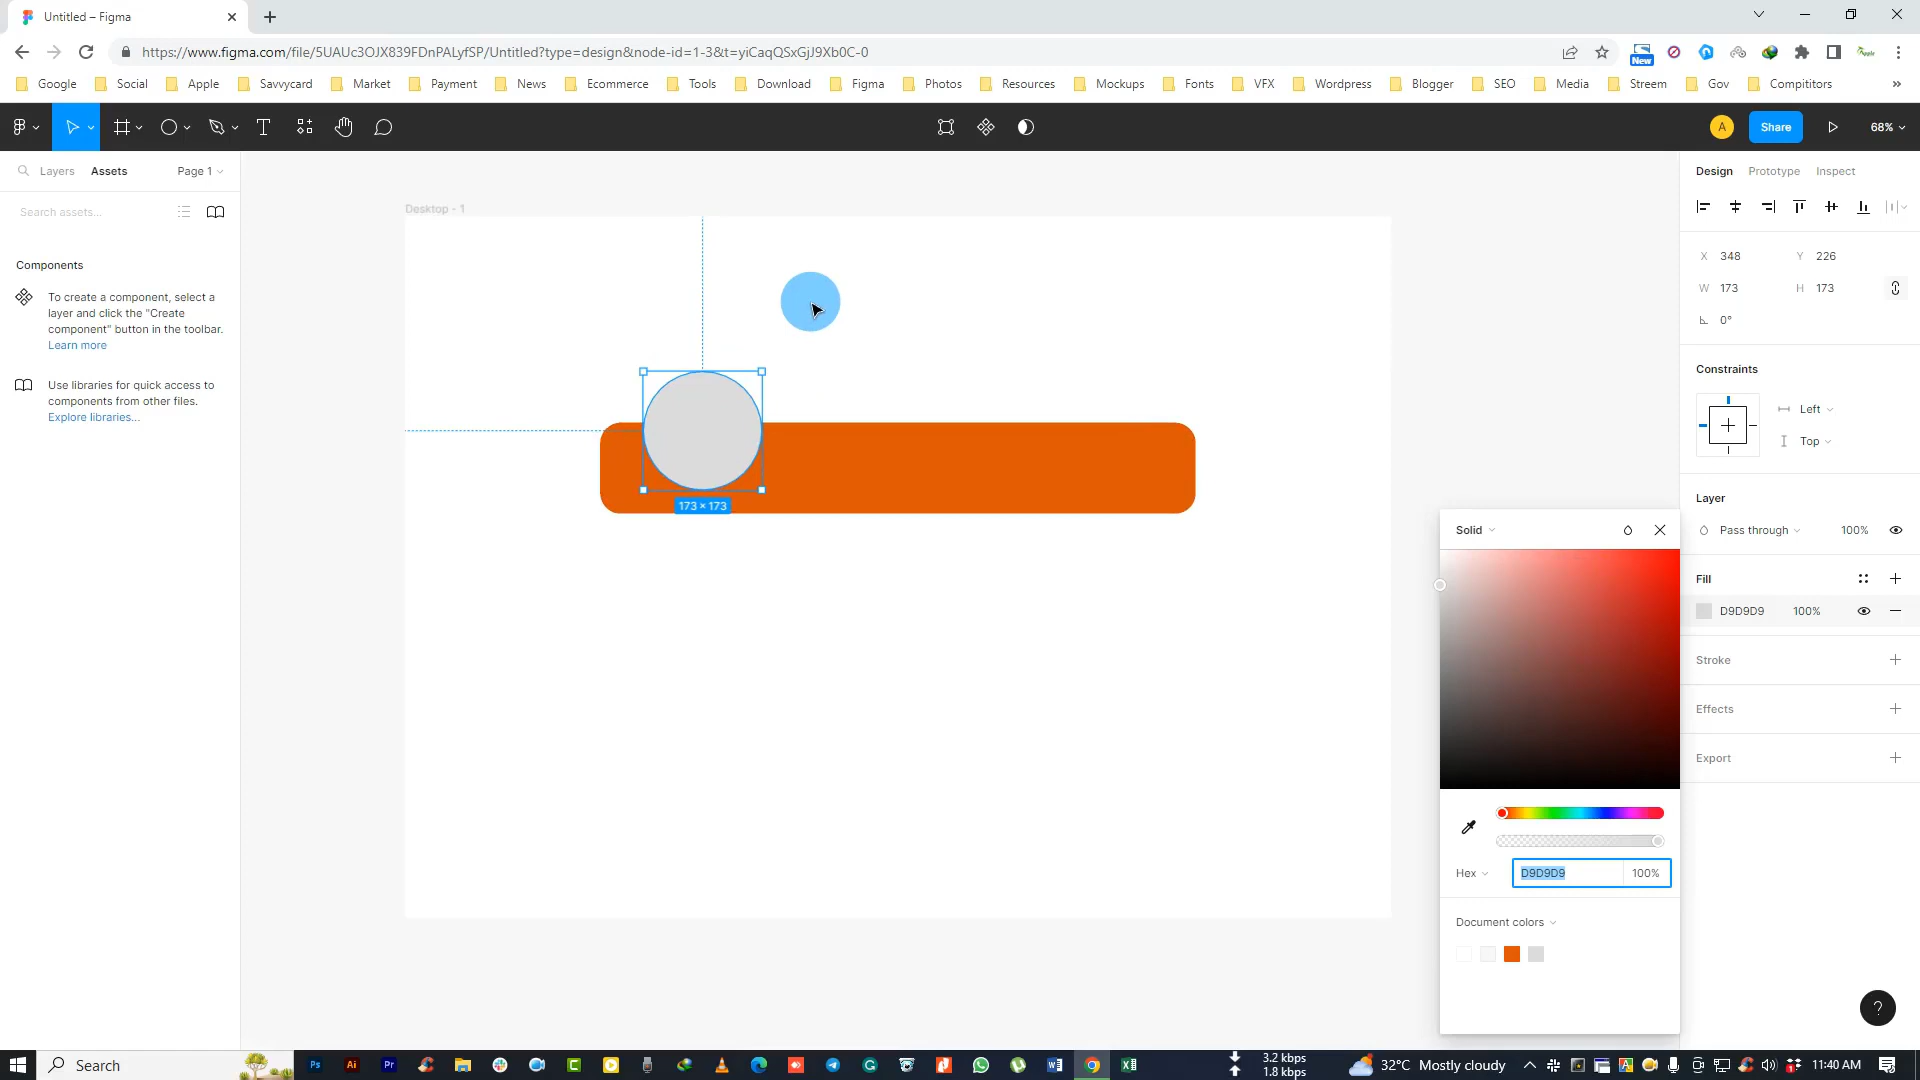 Untitled – Figma
https://www.figma.com/file/5UAUc3OJX839FDnPALyfSP/Untitled?type=design&node-id=1-3&t=yiCaqQSxGjJ9Xb0C-0
New
Google Social Apple Savvycard Market Payment News Ecommerce Tools Download Figma Photos Resources Mockups Fonts VFX Wordpress Blogger SEO Media Streem Gov Compititors »
A Share 68%
Layers Assets Page 1
Design Prototype Inspect
Search assets...
Desktop - 1
Components
To create a component, select a
layer and click the "Create
component" button in the toolbar.
Learn more
Use libraries for quick access to
components from other files.
Explore libraries...
173 × 173
X 348 Y 226
W 173 H 173
0°
Constraints
Left
Top
Layer
Pass through 100%
Fill
D9D9D9 100%
Stroke
Effects
Export
Solid
Hex D9D9D9 100%
Document colors
?
Search
Ps Ai Pr
3.2 kbps
1.8 kbps
32°C Mostly cloudy
11:40 AM